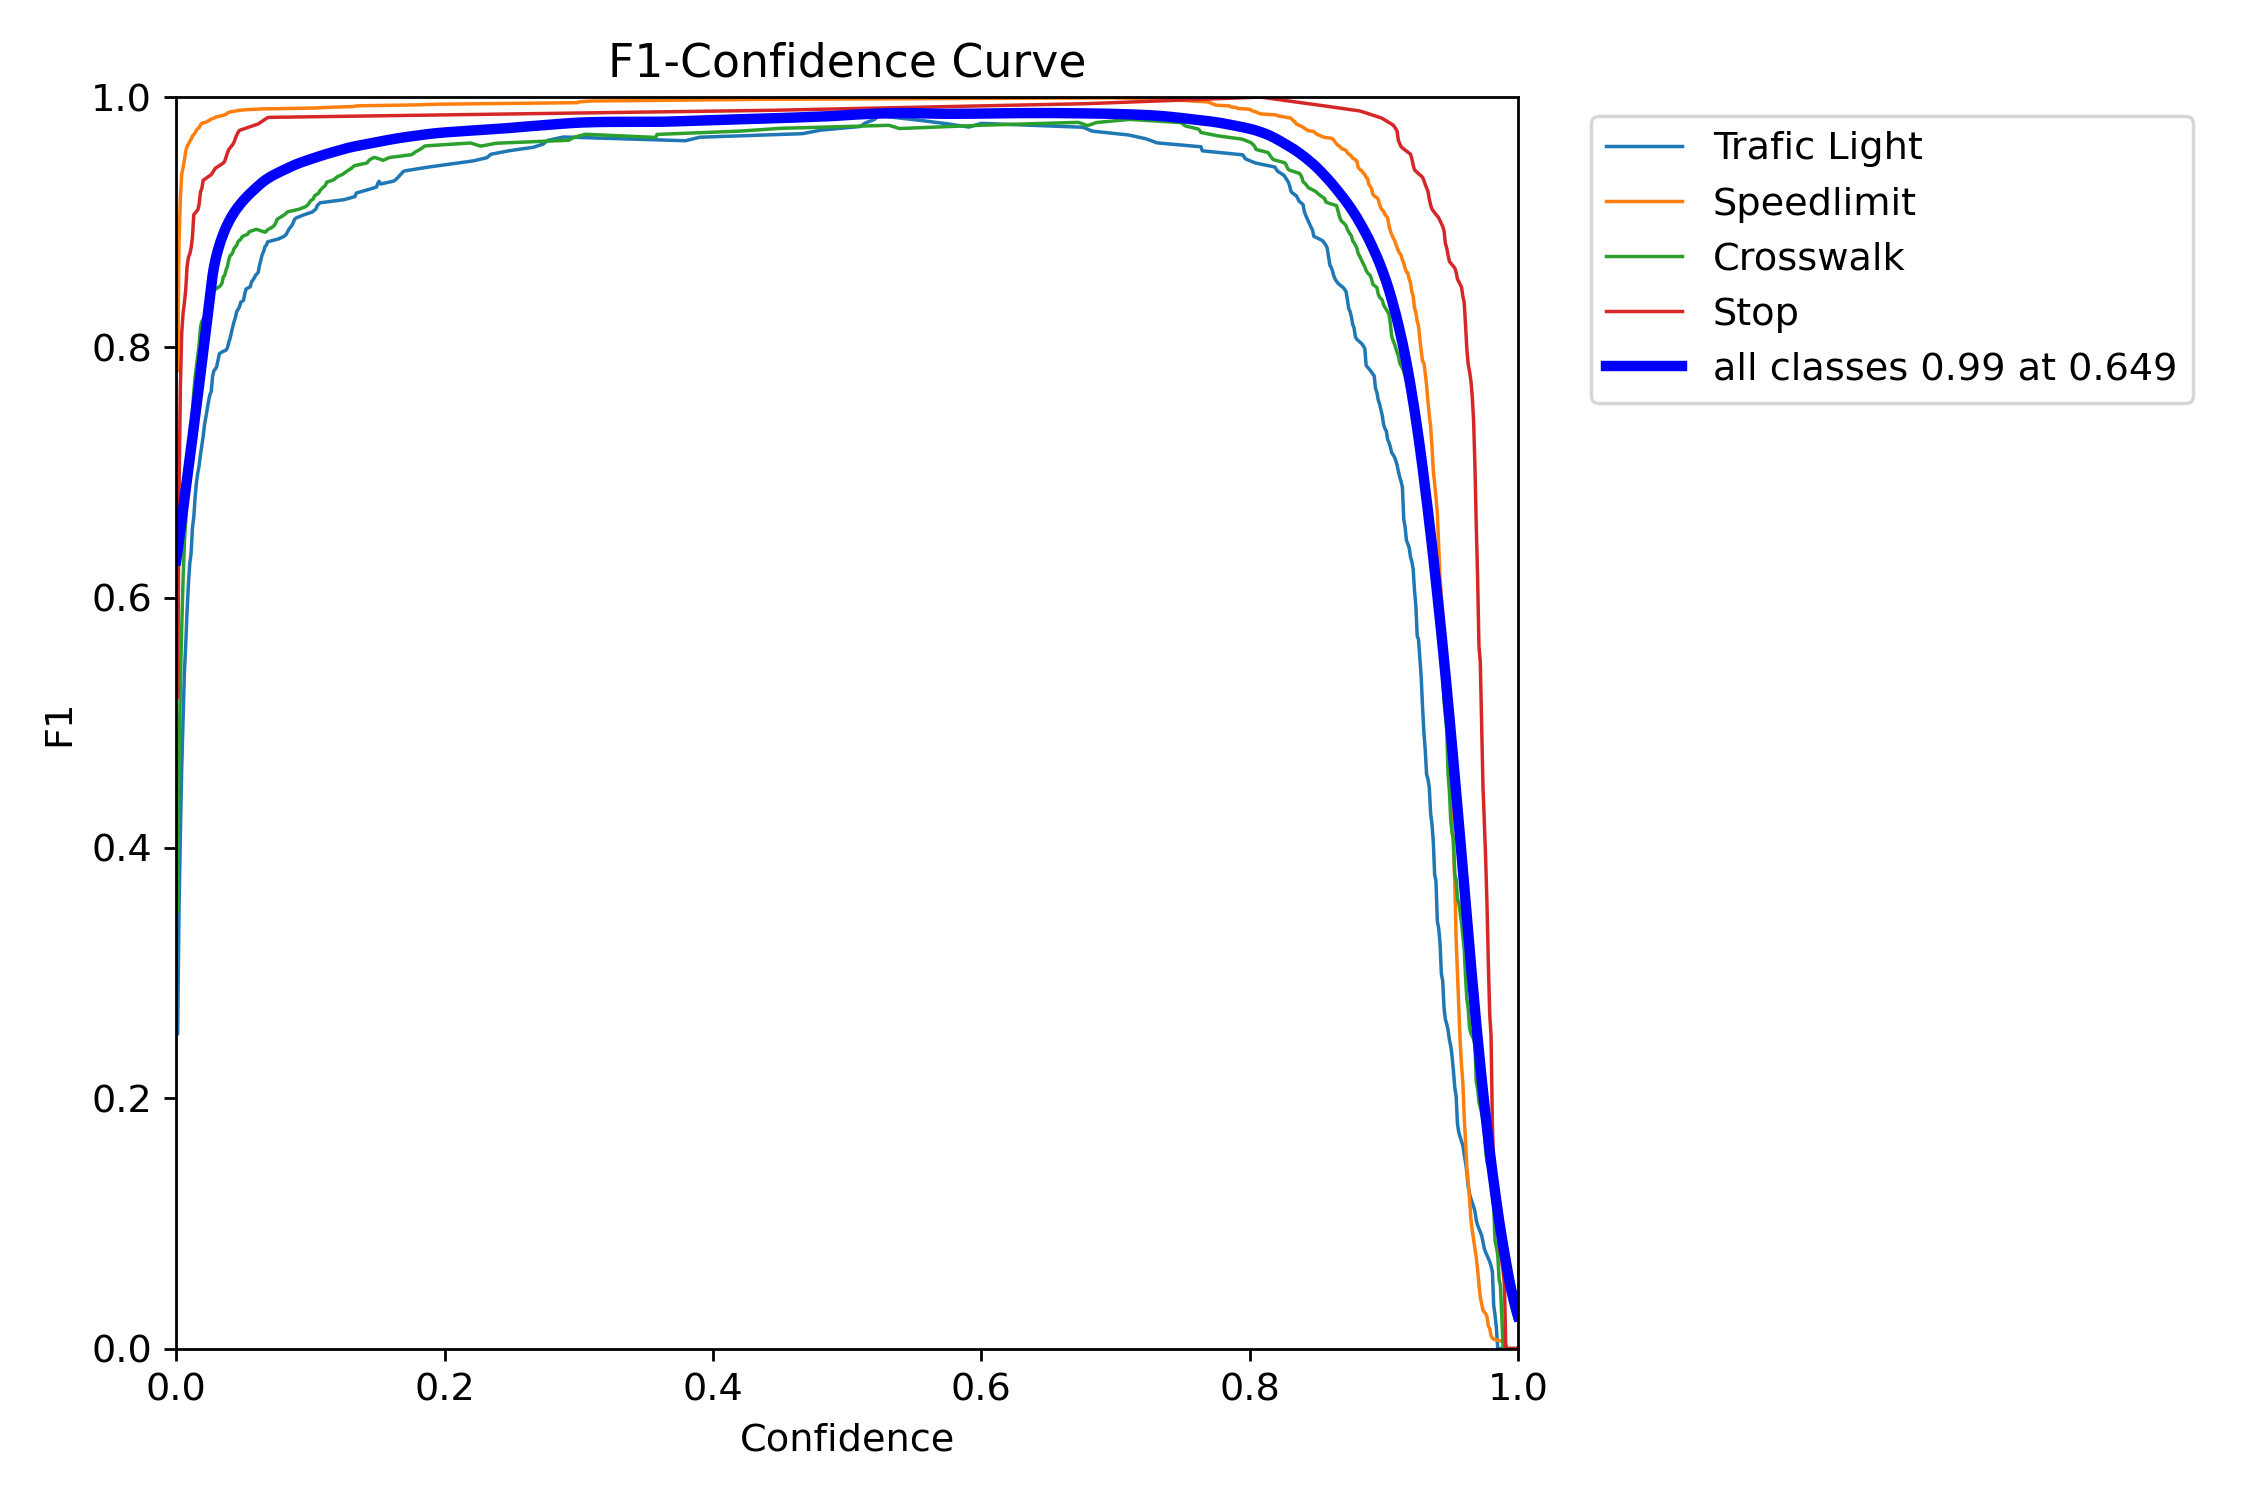 F1-Confidence Curve
1.0
0.8
0.6
0.4
0.2
0.0
F1
0.0 0.2 0.4 0.6 0.8 1.0
Confidence
Trafic Light
Speedlimit
Crosswalk
Stop
all classes 0.99 at 0.649